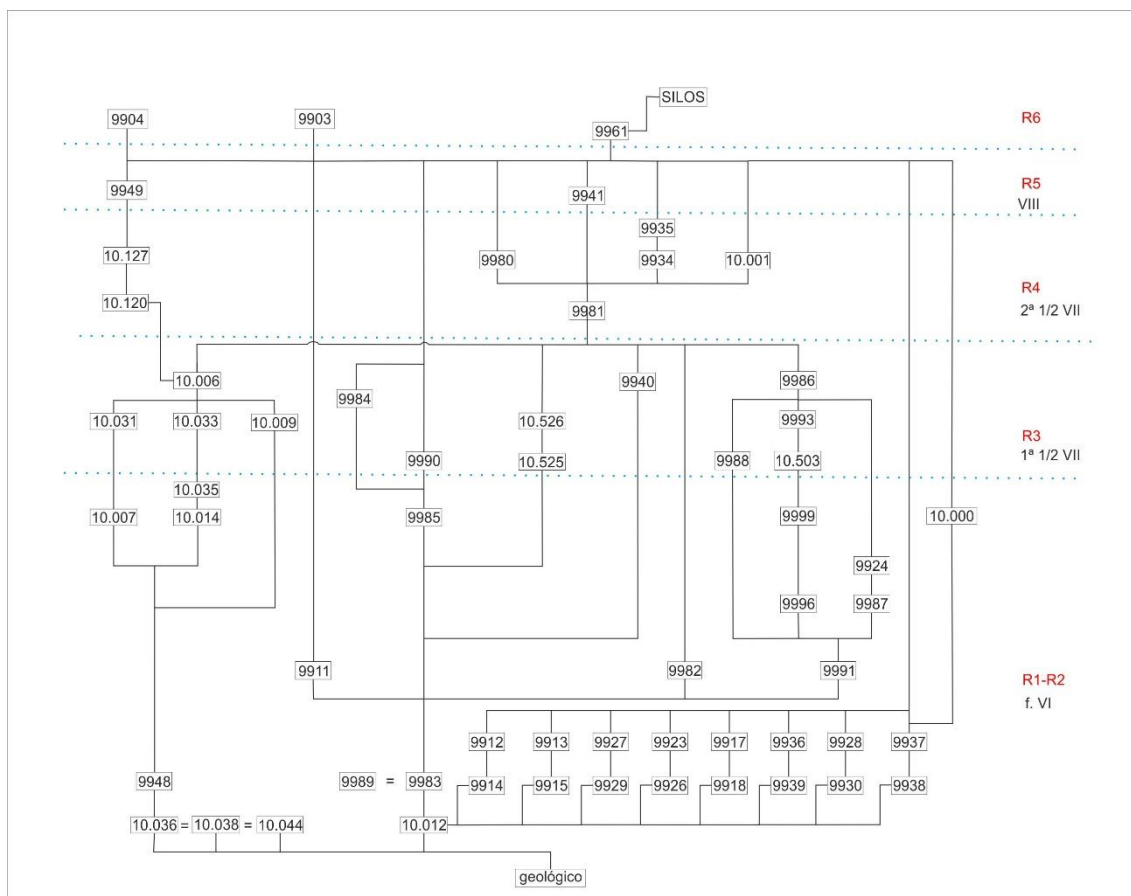 SILOS
9904 9903 9961 R6
9949 9941 R5
VIII
9935
10.127 9980 9934 10.001
10.120 9981 R4
2ª 1/2 VII
10.006 9984 9940 9986
10.031 10.033 10.009 10.526 9993
R3
9990 10.525 9988 10.503 1ª 1/2 VII
10.035
10.007 10.014 9985 9999 10.000
9924
9996 9987
9911 9982 9991
R1-R2
f. VI
9912 9913 9927 9923 9917 9936 9928 9937
9948 9989 = 9983 9914 9915 9929 9926 9918 9939 9930 9938
10.036 = 10.038 = 10.044 10.012
geológico